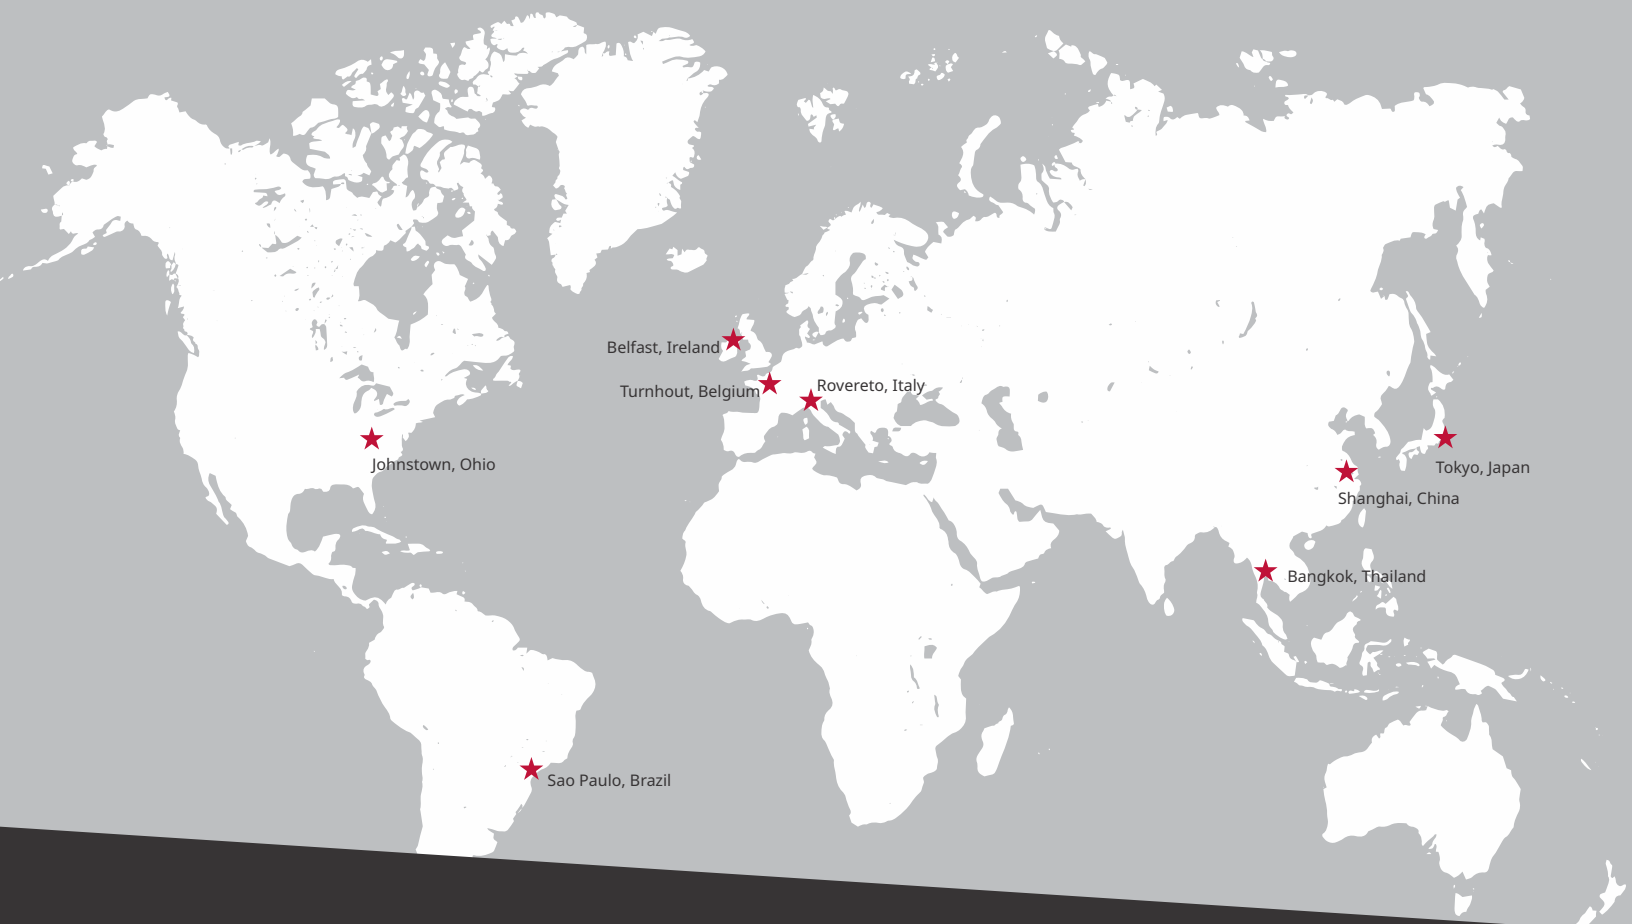 Belfast, Ireland
Turnhout, Belgium
Rovereto, Italy
Johnstown, Ohio
Tokyo, Japan
Shanghai, China
Bangkok, Thailand
Sao Paulo, Brazil